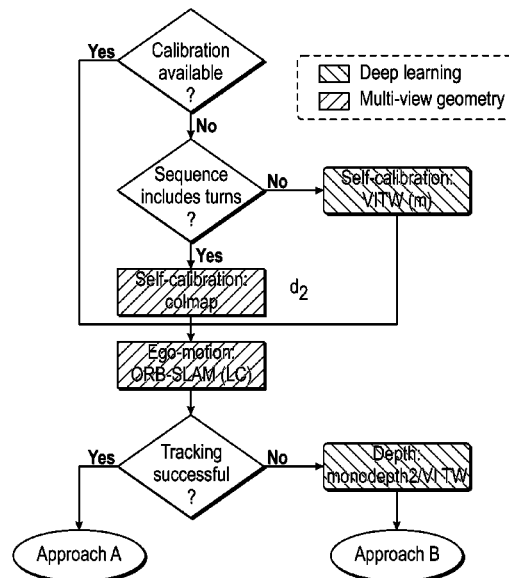 Yes
Calibration
available
?
Deep learning
Multi-view geometry
No
Sequence
includes turns
?
No
Self-calibration:
VITW (m)
Yes
Self-calibration:
colmap
d2
Ego-motion:
ORB-SLAM (LC)
Yes
Tracking
successful
?
No
Depth:
monodepth2/VITW
Approach A
Approach B